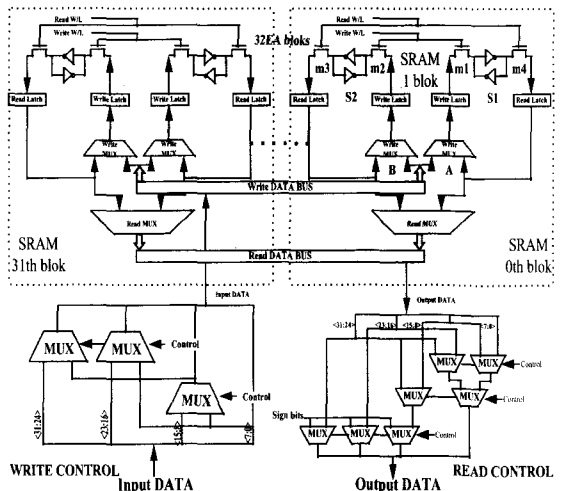 Read W/L
Write W/L
32EA bloks
Read W/L
Write W/L
m3
m2
SRAM
1 blok
m1
m4
S2
S1
Read Latch
Write Latch
Write Latch
Read Latch
Read Latch
Write Latch
Write Latch
Read Latch
Write
MUX
Write
MUX
Write
MUX
B
Write
MUX
A
Write DATA BUS
Read MUX
Read MUX
SRAM
31th blok
Read DATA BUS
SRAM
0th blok
Input DATA
Output DATA
<31:24>
<23:16>
<15:8>
<7:0>
MUX
MUX
Control
MUX
MUX
Control
MUX
Control
MUX
MUX
Control
Sign bits
<31:24>
<23:16>
<15:8>
<7:0>
MUX
MUX
MUX
Control
WRITE CONTROL
Input DATA
Output DATA
READ CONTROL